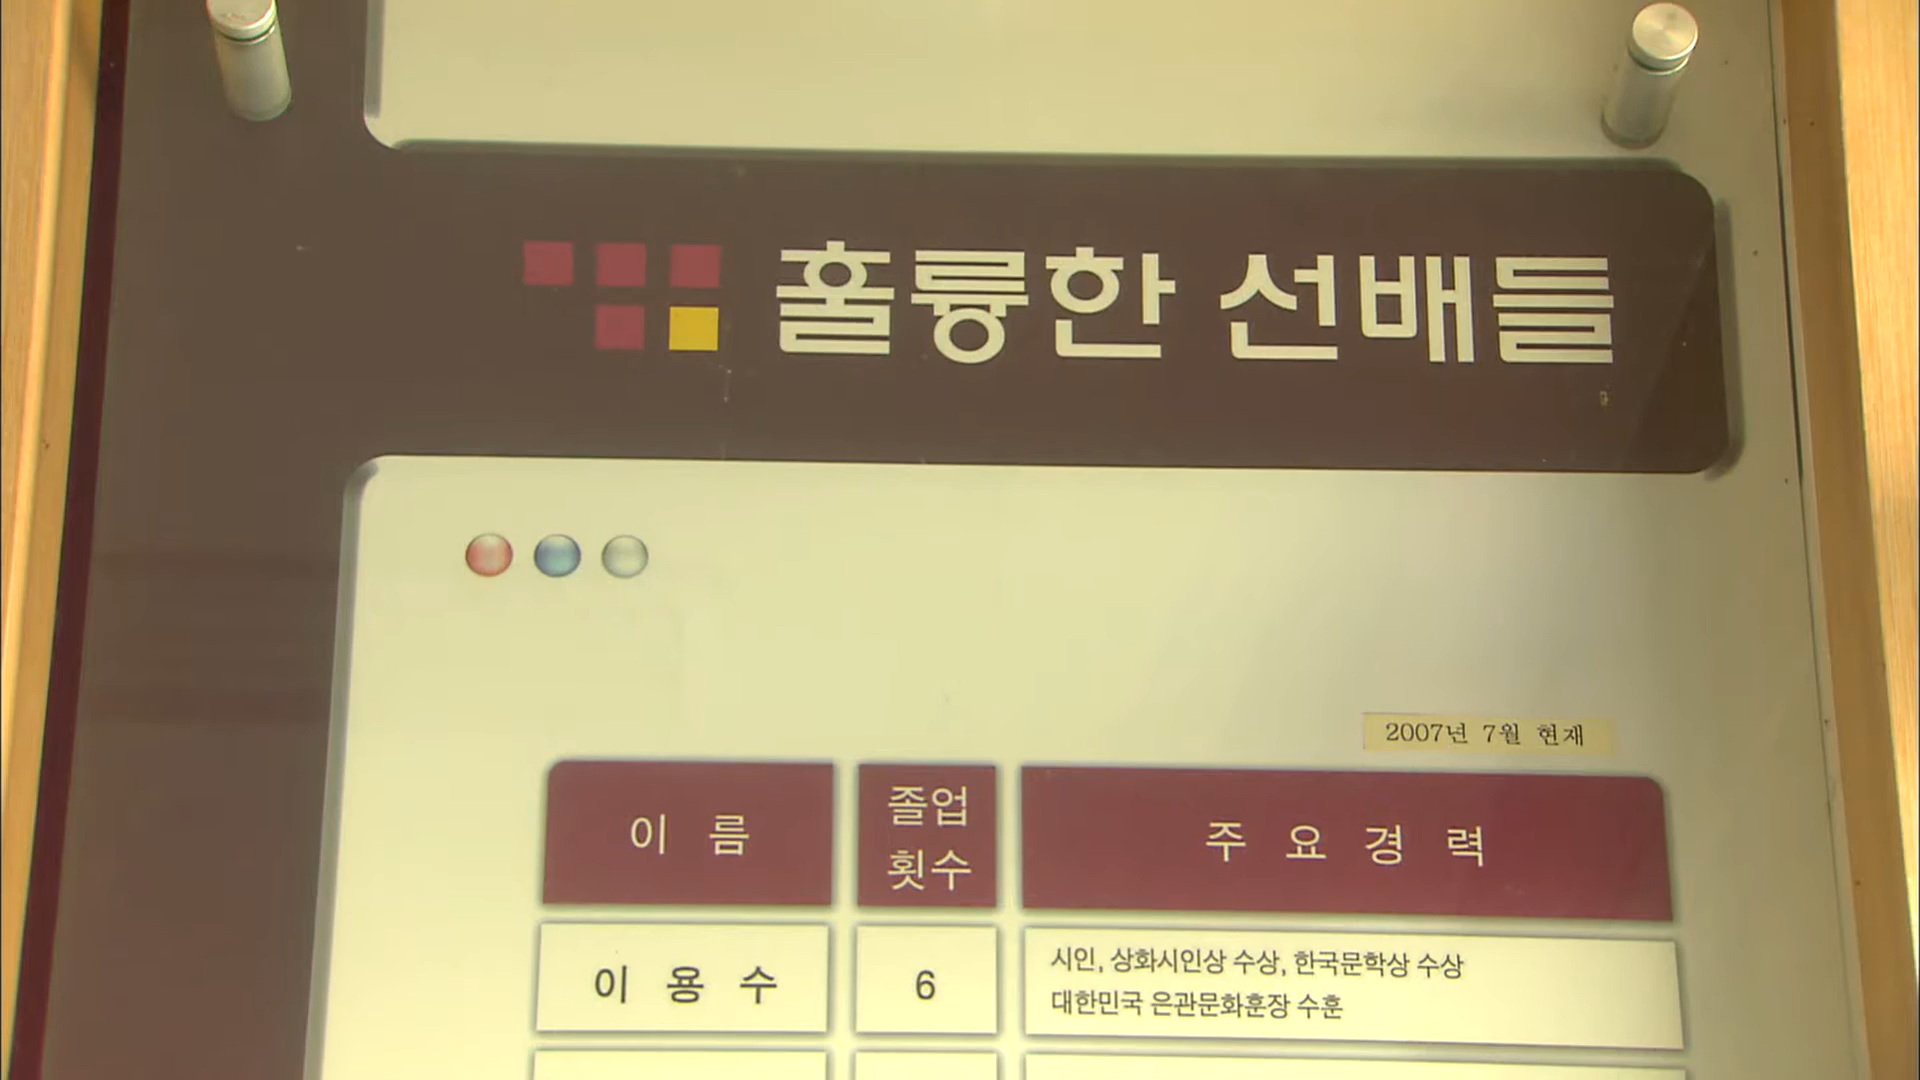 훌륭한 선배들
2007년 7월 현재
이 름
졸업
횟수
주 요 경 력
이 용 수
6
시인, 상화시인상 수상, 한국문학상 수상
대한민국 은관문화훈장 수훈